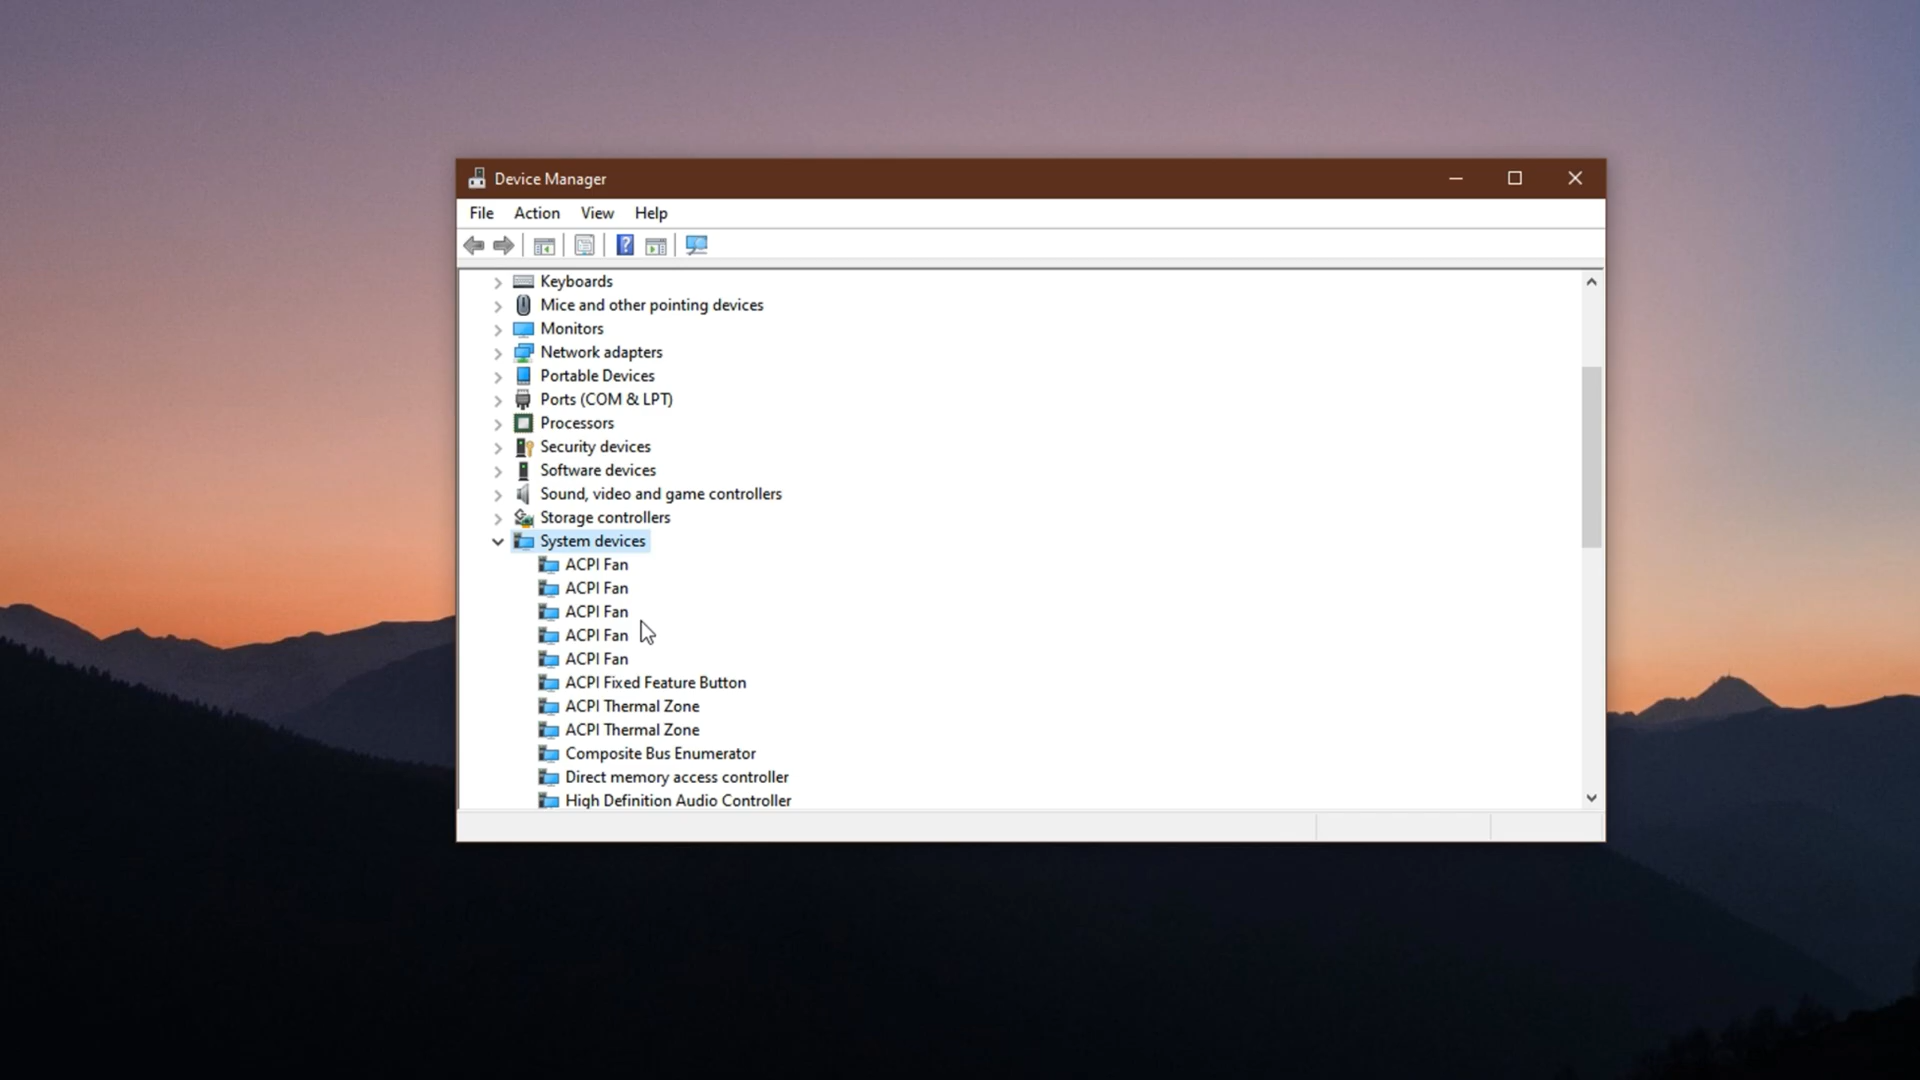 Device Manager
File Action View Help
Keyboards
Mice and other pointing devices
Monitors
Network adapters
Portable Devices
Ports (COM & LPT)
Processors
Security devices
Software devices
Sound, video and game controllers
Storage controllers
System devices
ACPI Fan
ACPI Fan
ACPI Fan
ACPI Fan
ACPI Fan
ACPI Fixed Feature Button
ACPI Thermal Zone
ACPI Thermal Zone
Composite Bus Enumerator
Direct memory access controller
High Definition Audio Controller